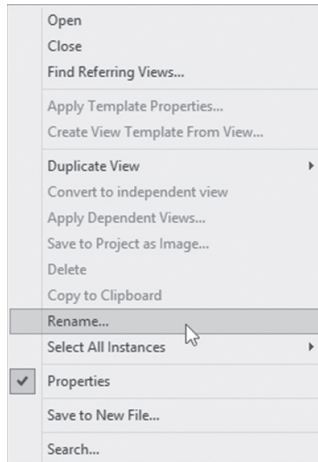 Open
Close
Find Referring Views...
Apply Template Properties...
Create View Template From View...
Duplicate View
Convert to independent view
Apply Dependent Views...
Save to Project as Image...
Delete
Copy to Clipboard
Rename...
Select All Instances
Properties
Save to New File...
Search...